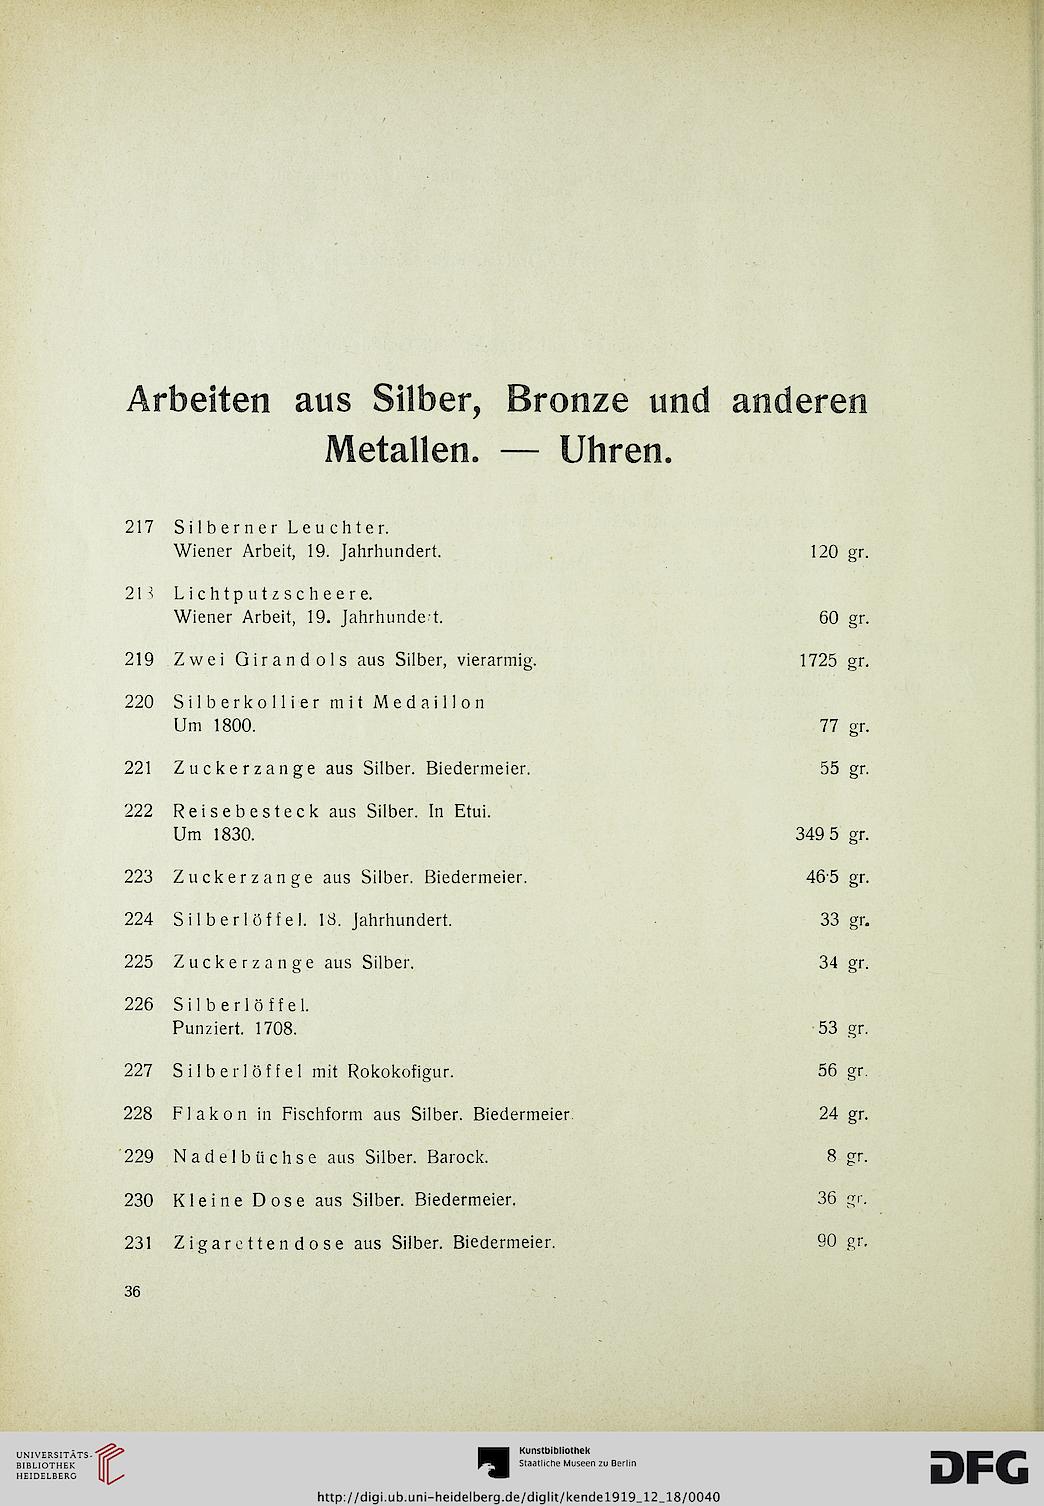 Arbeiten aus Silber, Bronze und anderen
Metallen. — Uhren.
217 Silberner Leuchter.
Wiener Arbeit, 19. Jahrhundert. 120 gr.
218 Lichtputzscheere.
Wiener Arbeit, 19. Jahrhundert. 60 gr.
219 Zwei Girandols aus Silber, vierarmig. 1725 gr.
220 Silberkollier mit Medaillon
Um 1800. 77 gr.
221 Zuckerzange aus Silber. Biedermeier. 55 gr.
222 Reisebesteck aus Silber. In Etui.
Um 1830. 349 5 gr.
223 Zuckerzange aus Silber. Biedermeier. 46·5 gr.
224 Silberlöffel. 18. Jahrhundert. 33 gr.
225 Zuckerzange aus Silber. 34 gr.
226 Silberlöffel.
Punziert. 1708. 53 gr.
227 Silberlöffel mit Rokokofigur. 56 gr.
228 Flakon in Fischform aus Silber. Biedermeier. 24 gr.
229 Nadelbüchse aus Silber. Barock. 8 gr.
230 Kleine Dose aus Silber. Biedermeier. 36 gr.
231 Zigarettendose aus Silber. Biedermeier. 90 gr.
36
UNIVERSITÄTS-
BIBLIOTHEK
HEIDELBERG
Kunstbibliothek
Staatliche Museen zu Berlin
DFG
http://digi.ub.uni-heidelberg.de/diglit/kende1919_12_18/0040